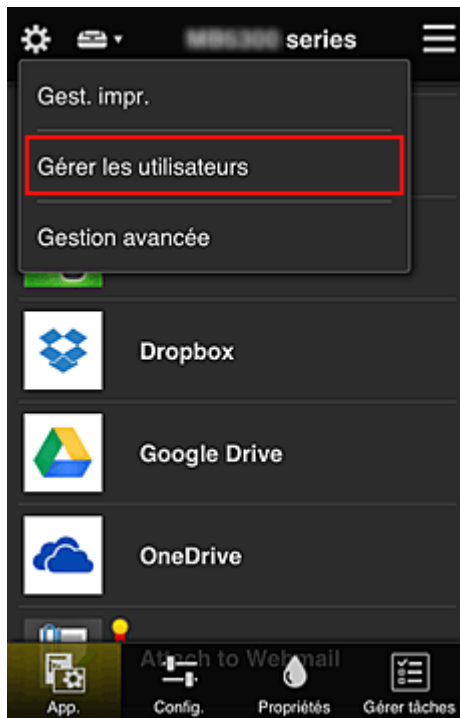 series
Gest. impr.
Gérer les utilisateurs
Gestion avancée
Dropbox
Google Drive
OneDrive
Attach to Webmail
App.
Config.
Propriétés
Gérer tâches